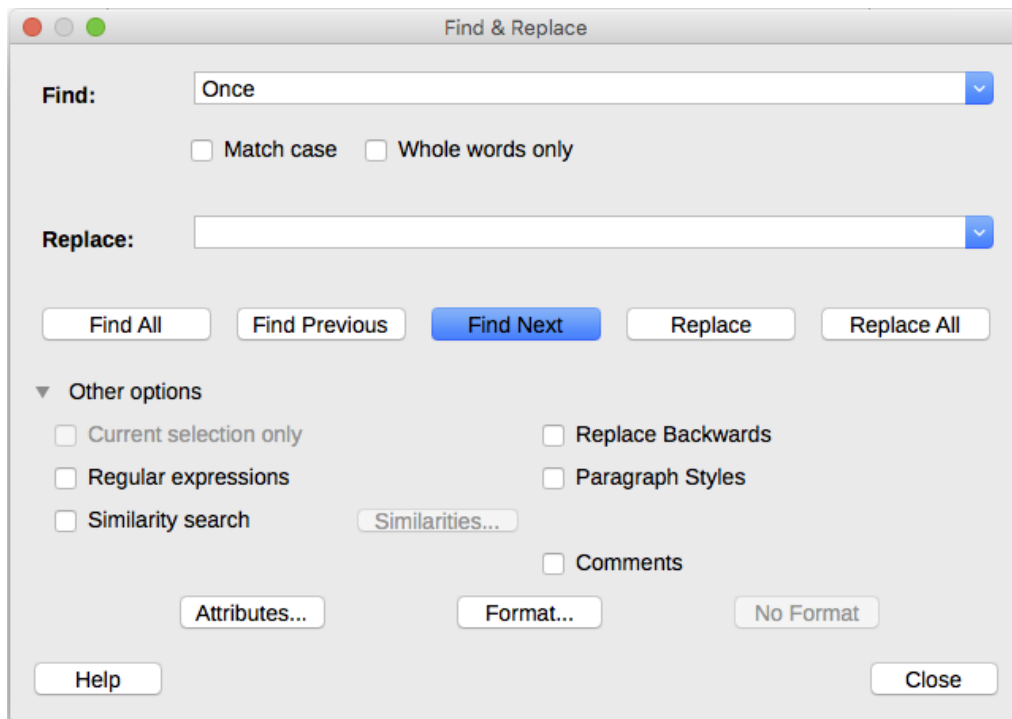 Find & Replace
Find: Once
Match case Whole words only
Replace:
Find All Find Previous Find Next Replace Replace All
Other options
Current selection only Replace Backwards
Regular expressions Paragraph Styles
Similarity search Similarities...
Comments
Attributes... Format... No Format
Help Close